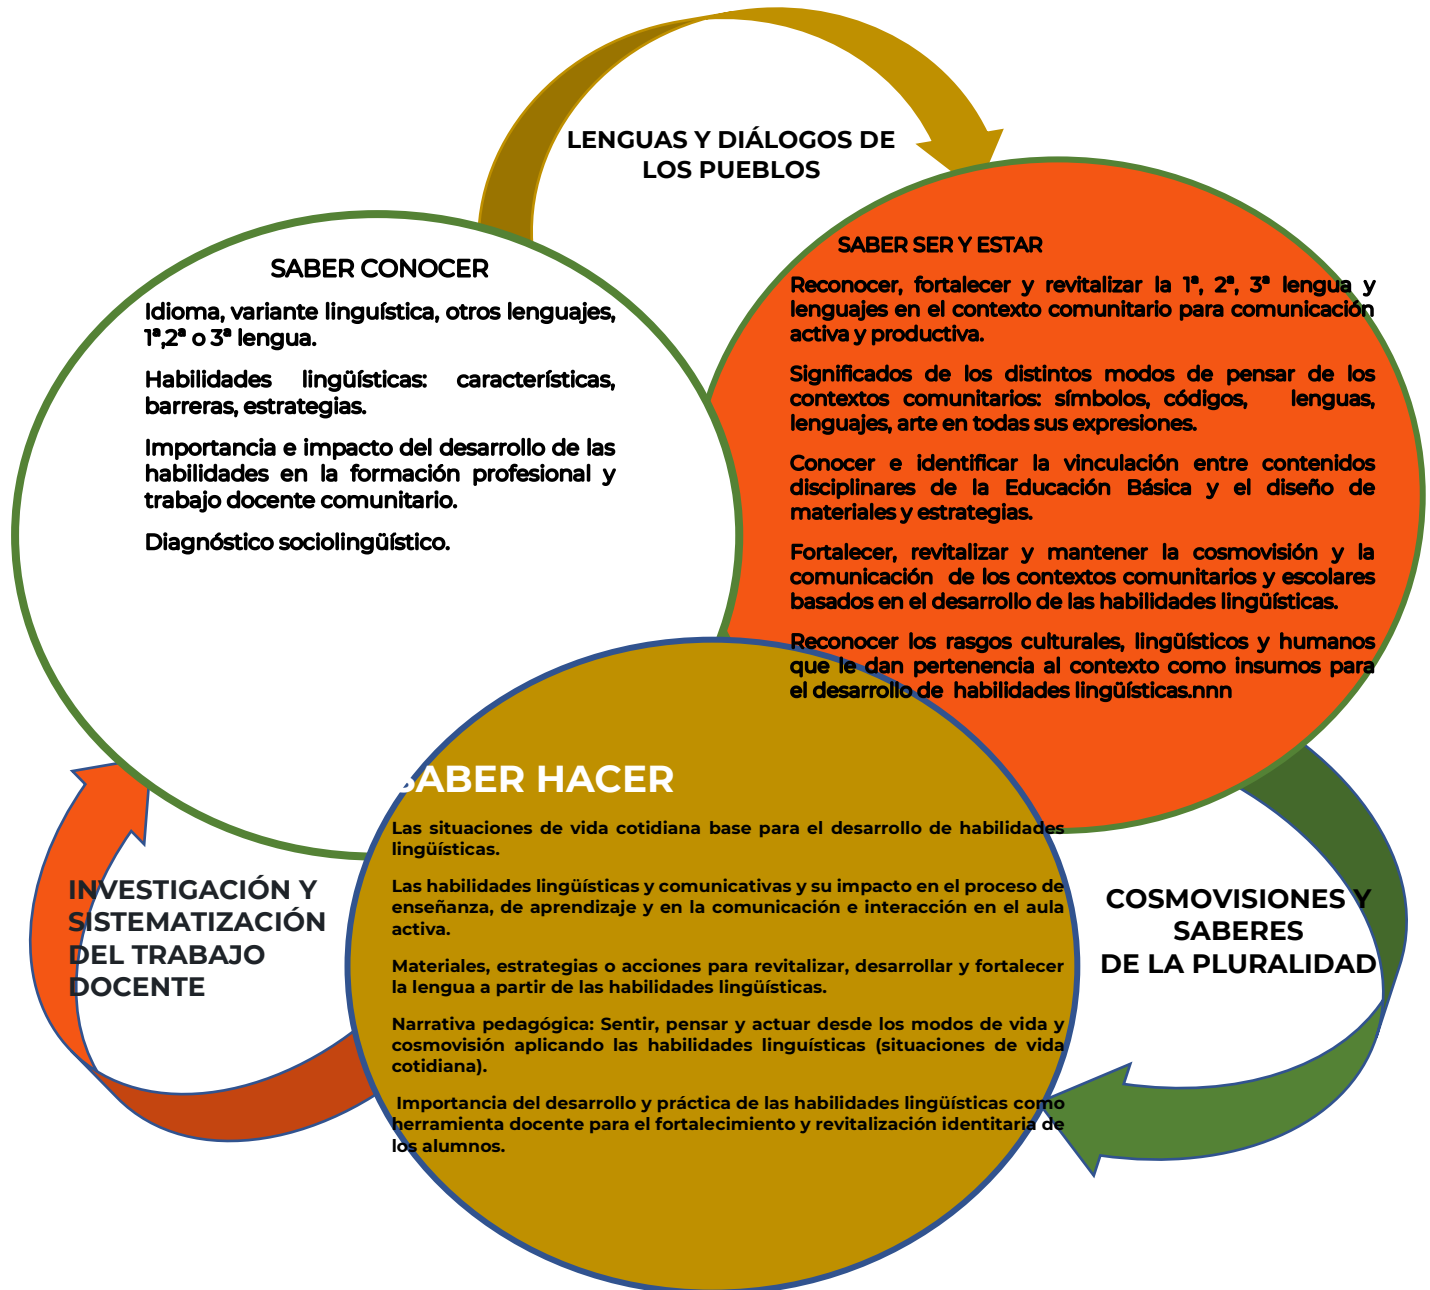 LENGUAS Y DIÁLOGOS DE
LOS PUEBLOS
SABER CONOCER
Idioma, variante linguística, otros lenguajes,
1ª,2ª o 3ª lengua.
Habilidades lingüísticas: características,
barreras, estrategias.
Importancia e impacto del desarrollo de las
habilidades en la formación profesional y
trabajo docente comunitario.
Diagnóstico sociolingüístico.
SABER SER Y ESTAR
Reconocer, fortalecer y revitalizar la 1ª, 2ª, 3ª lengua y
lenguajes en el contexto comunitario para comunicación
activa y productiva.
Significados de los distintos modos de pensar de los
contextos comunitarios: símbolos, códigos, lenguas,
lenguajes, arte en todas sus expresiones.
Conocer e identificar la vinculación entre contenidos
disciplinares de la Educación Básica y el diseño de
materiales y estrategias.
Fortalecer, revitalizar y mantener la cosmovisión y la
comunicación de los contextos comunitarios y escolares
basados en el desarrollo de las habilidades lingüísticas.
Reconocer los rasgos culturales, lingüísticos y humanos
que le dan pertenencia al contexto como insumos para
el desarrollo de habilidades lingüísticas.nnn
SABER HACER
Las situaciones de vida cotidiana base para el desarrollo de habilidades
lingüísticas.
Las habilidades lingüísticas y comunicativas y su impacto en el proceso de
enseñanza, de aprendizaje y en la comunicación e interacción en el aula
activa.
Materiales, estrategias o acciones para revitalizar, desarrollar y fortalecer
la lengua a partir de las habilidades lingüísticas.
Narrativa pedagógica: Sentir, pensar y actuar desde los modos de vida y
cosmovisión aplicando las habilidades linguísticas (situaciones de vida
cotidiana).
Importancia del desarrollo y práctica de las habilidades lingüísticas como
herramienta docente para el fortalecimiento y revitalización identitaria de
los alumnos.
INVESTIGACIÓN Y
SISTEMATIZACIÓN
DEL TRABAJO
DOCENTE
COSMOVISIONES Y
SABERES
DE LA PLURALIDAD